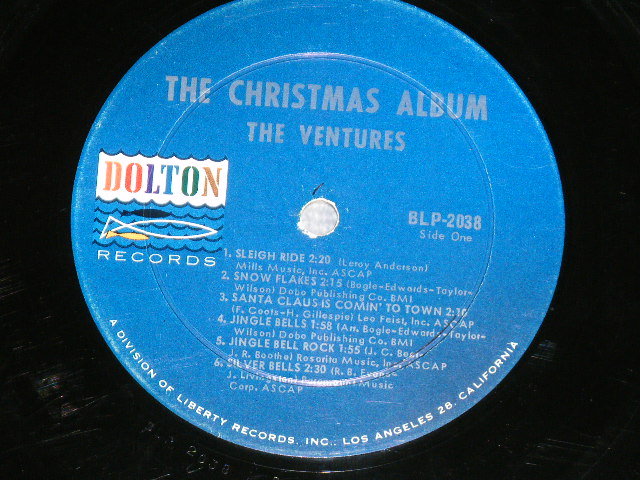 THE CHRISTMAS ALBUM
THE VENTURES
DOLTON
RECORDS
BLP-2038
Side One
1. SLEIGH RIDE 2:20 (Leroy Anderson)
Mills Music, Inc. ASCAP
2. SNOW FLAKES 2:15 (Bogle-Edwards-Taylor-
Wilson) Dobo Publishing Co. BMI
3. SANTA CLAUS IS COMIN' TO TOWN 2:10
(F. Coots-H. Gillespie) Leo Feist, Inc. ASCAP
4. JINGLE BELLS 1:58 (Arr. Bogle-Edwards-Taylor-
Wilson) Dobo Publishing Co. BMI
5. JINGLE BELL ROCK 1:55 (J. C. Beal-
J. R. Boothe) Rosarita Music, Inc. ASCAP
6. SILVER BELLS 2:30 (R. B. Evans-
J. Livingston) Music
Corp. ASCAP
A DIVISION OF LIBERTY RECORDS, INC., LOS ANGELES 28, CALIFORNIA